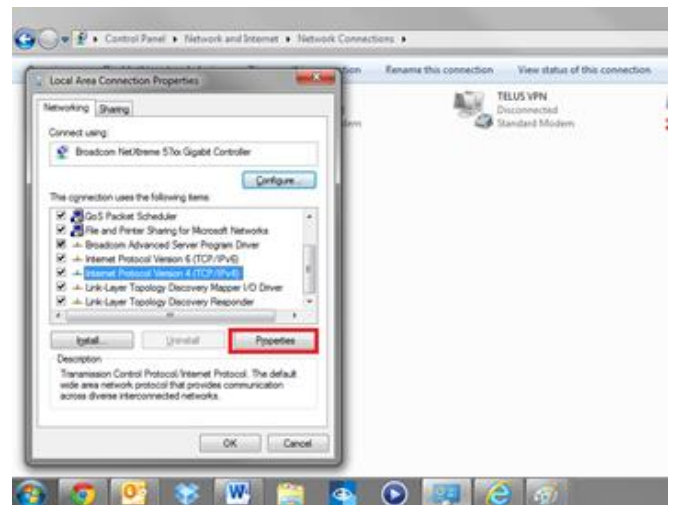 Control Panel ▸ Network and Internet ▸ Network Connections ▸
Rename this connection View status of this connection
Local Area Connection Properties
TELUS VPN
Disconnected
Standard Modem
Networking Sharing
Connect using:
Broadcom NetXtreme 57xx Gigabit Controller
Configure...
This connection uses the following items:
QoS Packet Scheduler
File and Printer Sharing for Microsoft Networks
Broadcom Advanced Server Program Driver
Internet Protocol Version 6 (TCP/IPv6)
Internet Protocol Version 4 (TCP/IPv4)
Link-Layer Topology Discovery Mapper I/O Driver
Link-Layer Topology Discovery Responder
Install... Uninstall Properties
Description
Transmission Control Protocol/Internet Protocol. The default
wide area network protocol that provides communication
across diverse interconnected networks.
OK Cancel